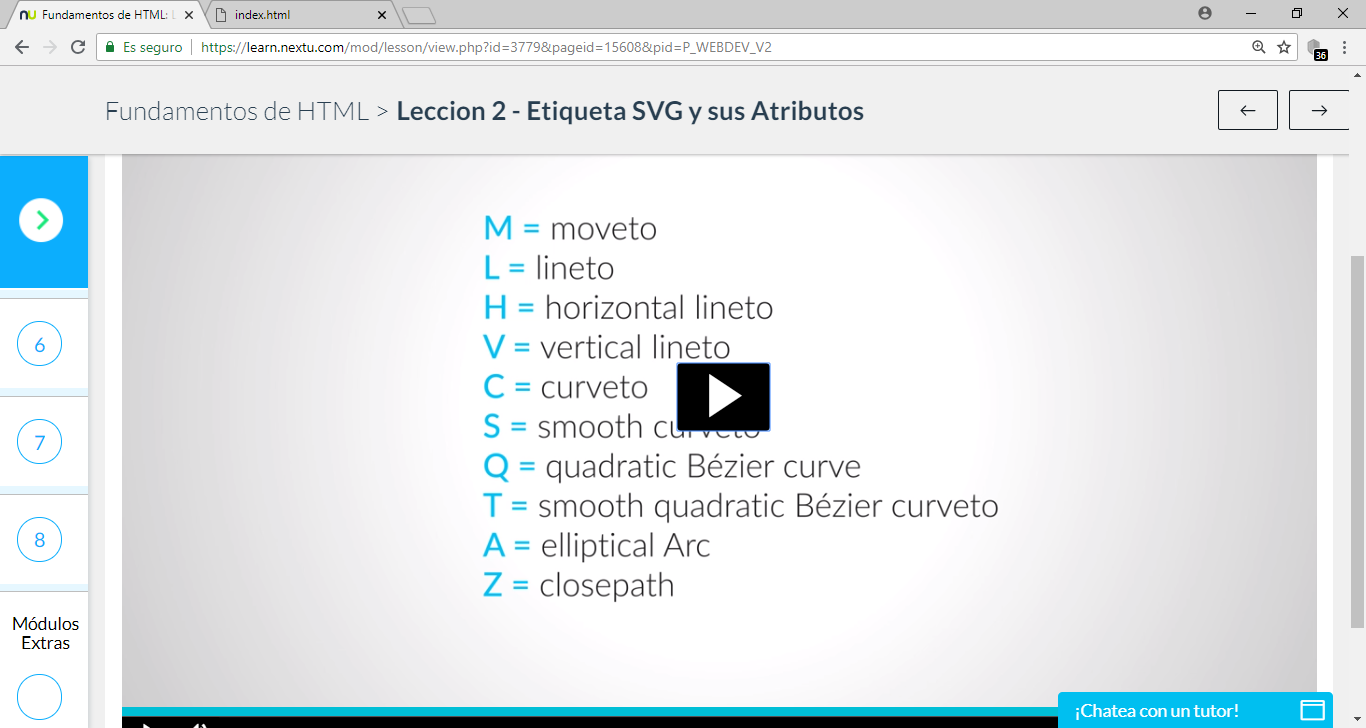 Fundamentos de HTML: L
index.html
Es seguro
https://learn.nextu.com/mod/lesson/view.php?id=3779&pageid=15608&pid=P_WEBDEV_V2
36
Fundamentos de HTML > Leccion 2 - Etiqueta SVG y sus Atributos
M = moveto
L = lineto
H = horizontal lineto
V = vertical lineto
C = curveto
S = smooth curveto
Q = quadratic Bézier curve
T = smooth quadratic Bézier curveto
A = elliptical Arc
Z = closepath
6
7
8
Módulos
Extras
¡Chatea con un tutor!